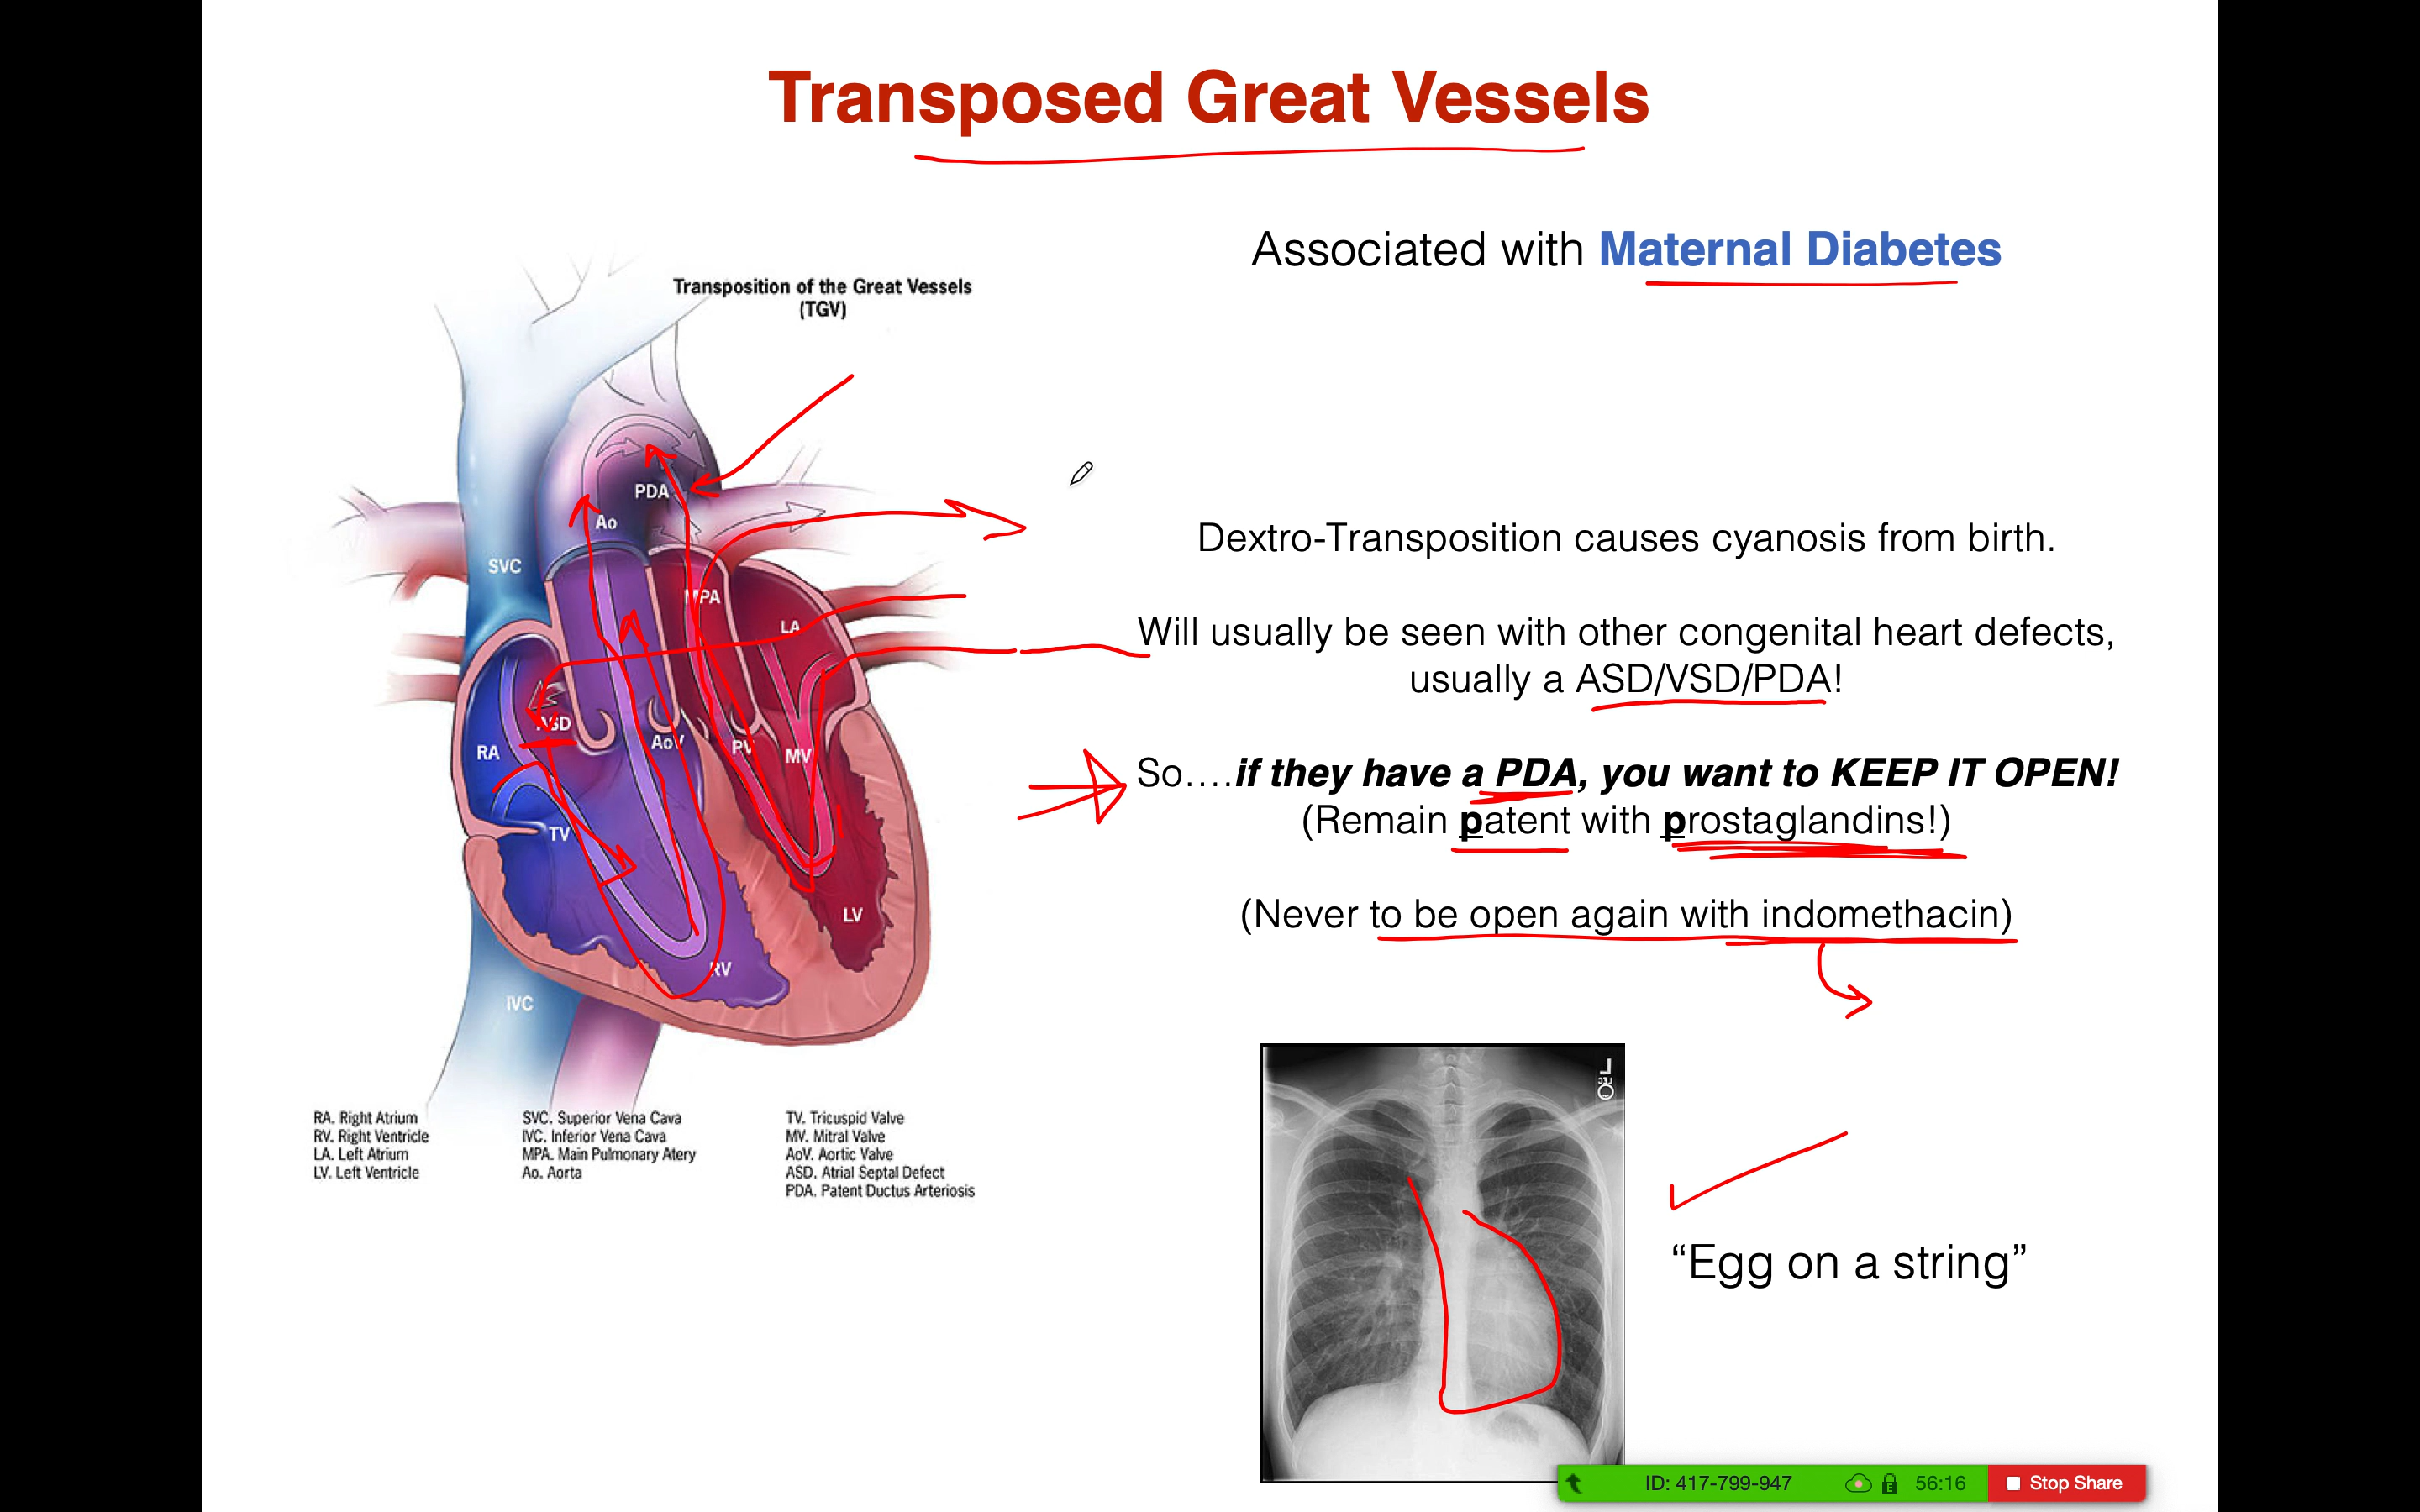 Transposed Great Vessels
Associated with Maternal Diabetes
Transposition of the Great Vessels
(TGV)
PDA
Ao
SVC
MPA
LA
ASD
RA
AoV
PV
MV
TV
LV
RV
IVC
RA. Right Atrium
RV. Right Ventricle
LA. Left Atrium
LV. Left Ventricle
SVC. Superior Vena Cava
IVC. Inferior Vena Cava
MPA. Main Pulmonary Atery
Ao. Aorta
TV. Tricuspid Valve
MV. Mitral Valve
AoV. Aortic Valve
ASD. Atrial Septal Defect
PDA. Patent Ductus Arteriosis
Dextro-Transposition causes cyanosis from birth.
Will usually be seen with other congenital heart defects,
usually a ASD/VSD/PDA!
So....if they have a PDA, you want to KEEP IT OPEN!
(Remain patent with prostaglandins!)
(Never to be open again with indomethacin)
L
“Egg on a string”
ID: 417-799-947
56:16
Stop Share